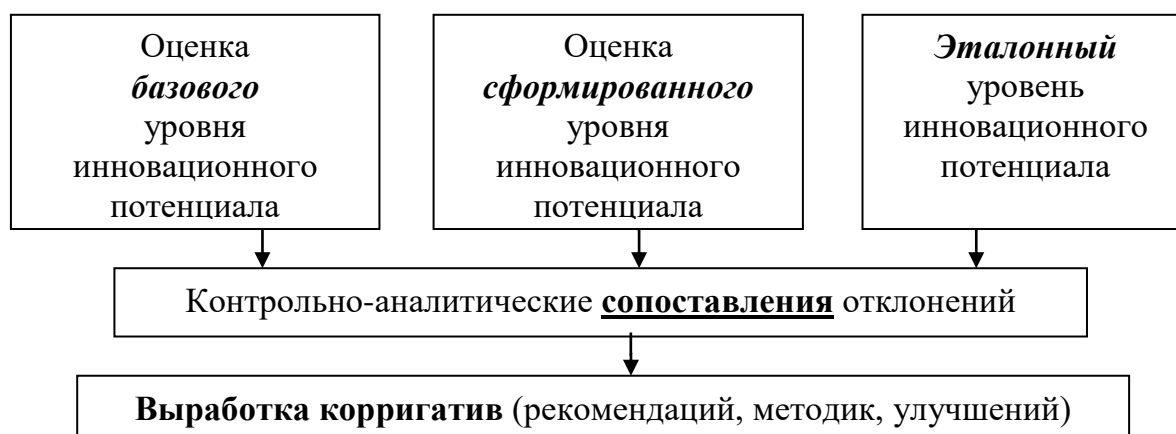 Оценка
базового
уровня
инновационного
потенциала
Оценка
сформированного
уровня
инновационного
потенциала
Эталонный
уровень
инновационного
потенциала
Контрольно-аналитические сопоставления отклонений
Выработка корригатив (рекомендаций, методик, улучшений)